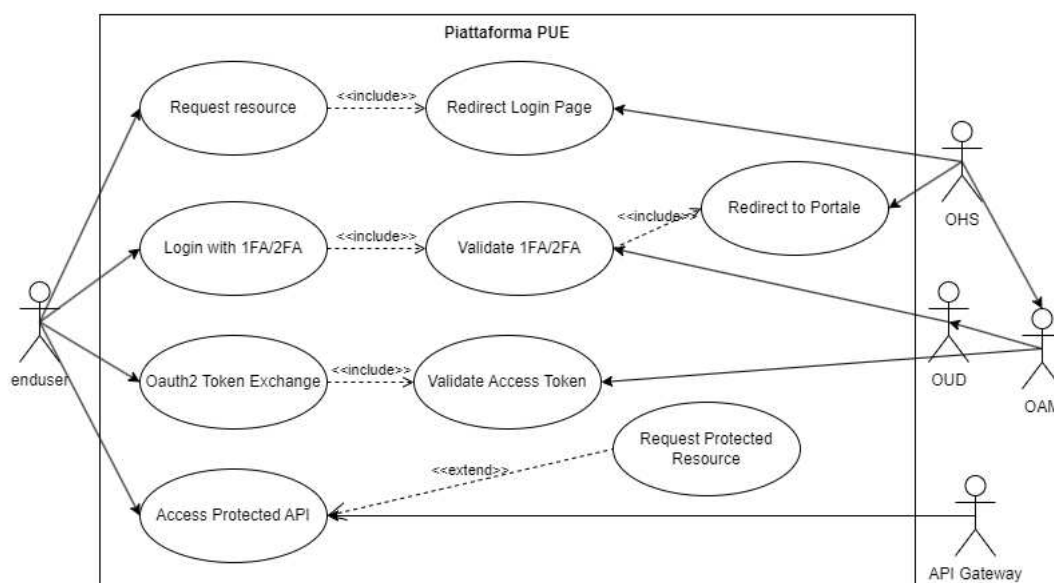 Piattaforma PUE
Request resource
<<include>>
Redirect Login Page
OHS
Redirect to Portale
<<include>>
Login with 1FA/2FA
<<include>>
Validate 1FA/2FA
enduser
OUD
OAM
Oauth2 Token Exchange
<<include>>
Validate Access Token
Request Protected
Resource
<<extend>>
Access Protected API
API Gateway